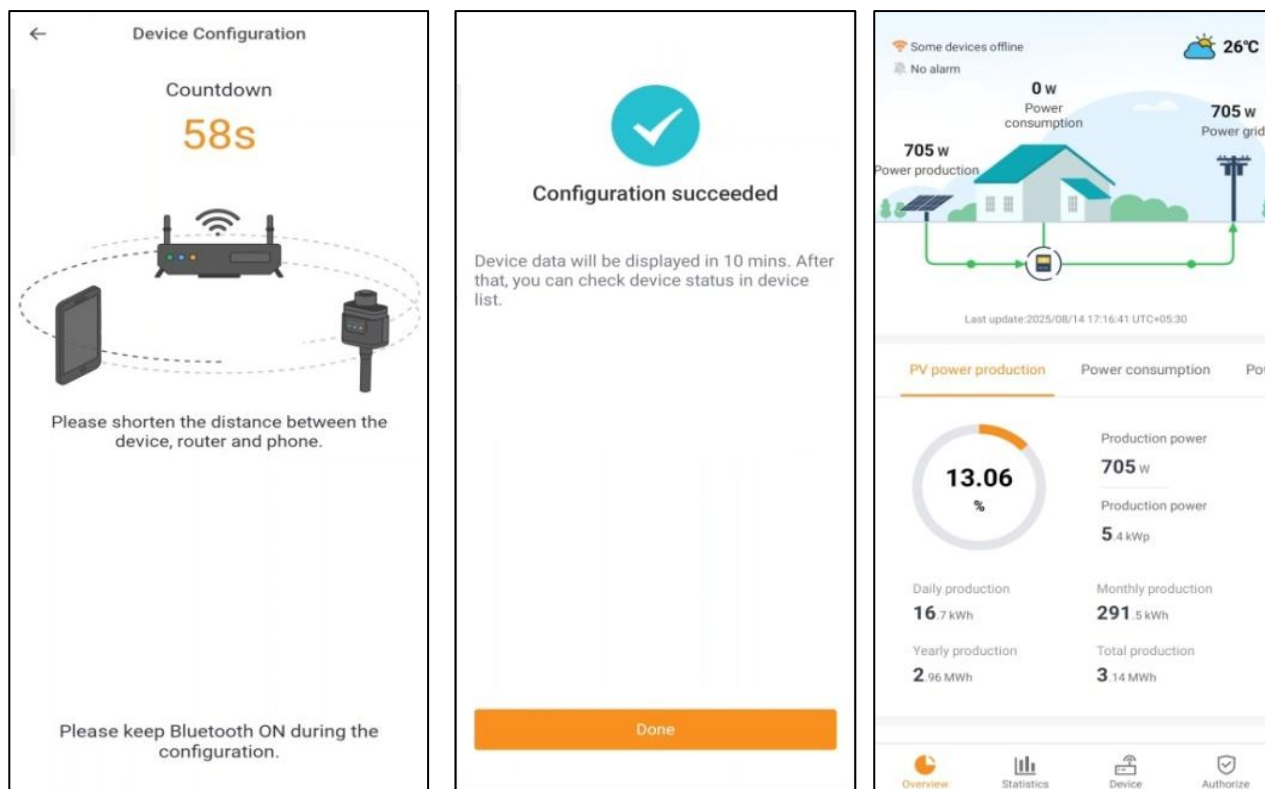 Device Configuration
Countdown
58s
Please shorten the distance between the
device, router and phone.
Please keep Bluetooth ON during the
configuration.
Configuration succeeded
Device data will be displayed in 10 mins. After
that, you can check device status in device
list.
Done
Some devices offline
26°C
No alarm
0 w
Power
consumption
705 w
Power grid
705 w
Power production
Last update:2025/08/14 17:16:41 UTC+05:30
PV power production
Power consumption
Po
13.06
%
Production power
705 w
Production power
5.4 kWp
Daily production
16.7 kWh
Monthly production
291.5 kWh
Yearly production
2.96 MWh
Total production
3.14 MWh
Overview
Statistics
Device
Authorize